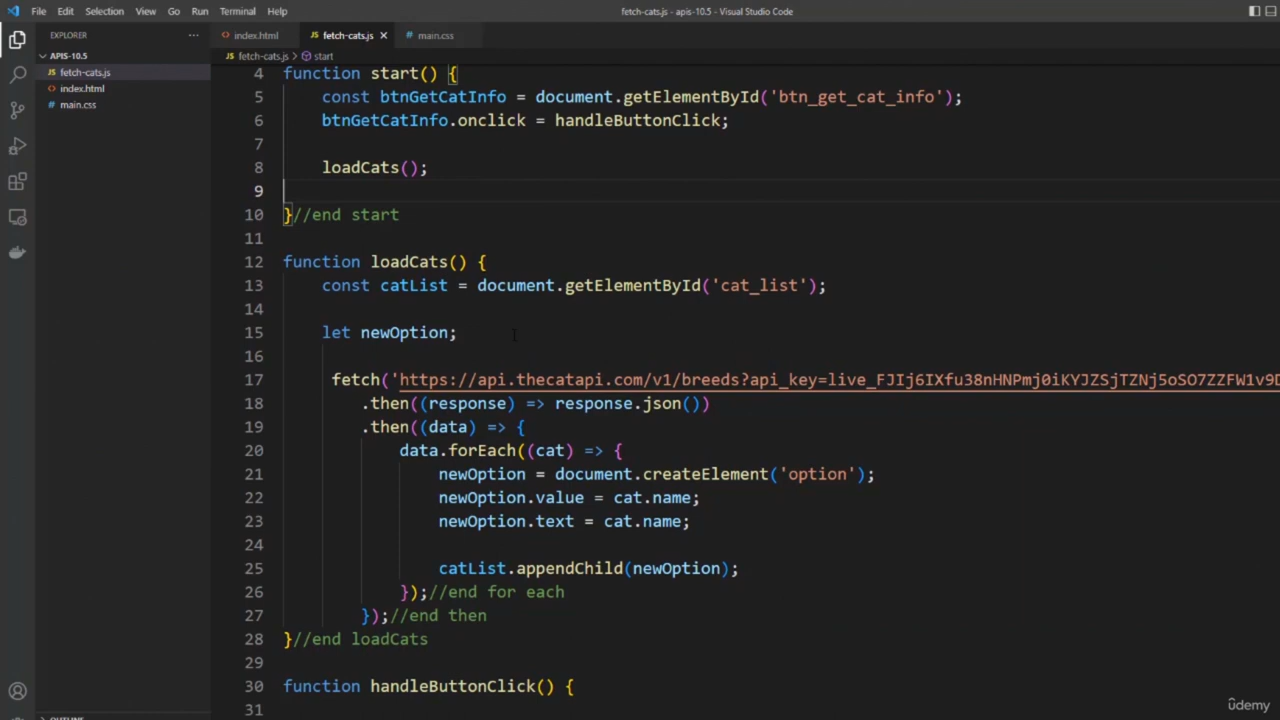 File Edit Selection View Go Run Terminal Help
fetch-cats.js - apis-10.5 - Visual Studio Code
EXPLORER
APIS-10.5
JS fetch-cats.js
index.html
# main.css
index.html
JS fetch-cats.js
# main.css
JS fetch-cats.js > start
4 function start() {
5 const btnGetCatInfo = document.getElementById('btn_get_cat_info');
6 btnGetCatInfo.onclick = handleButtonClick;
7
8 loadCats();
9
10 }//end start
11
12 function loadCats() {
13 const catList = document.getElementById('cat_list');
14
15 let newOption;
16
17 fetch('https://api.thecatapi.com/v1/breeds?api_key=live_FJIj6IXfu38nHNPmj0iKYJZSjTZNj5oSO7ZZFW1v9D
18 .then((response) => response.json())
19 .then((data) => {
20 data.forEach((cat) => {
21 newOption = document.createElement('option');
22 newOption.value = cat.name;
23 newOption.text = cat.name;
24
25 catList.appendChild(newOption);
26 });//end for each
27 });//end then
28 }//end loadCats
29
30 function handleButtonClick() {
31
ûdemy